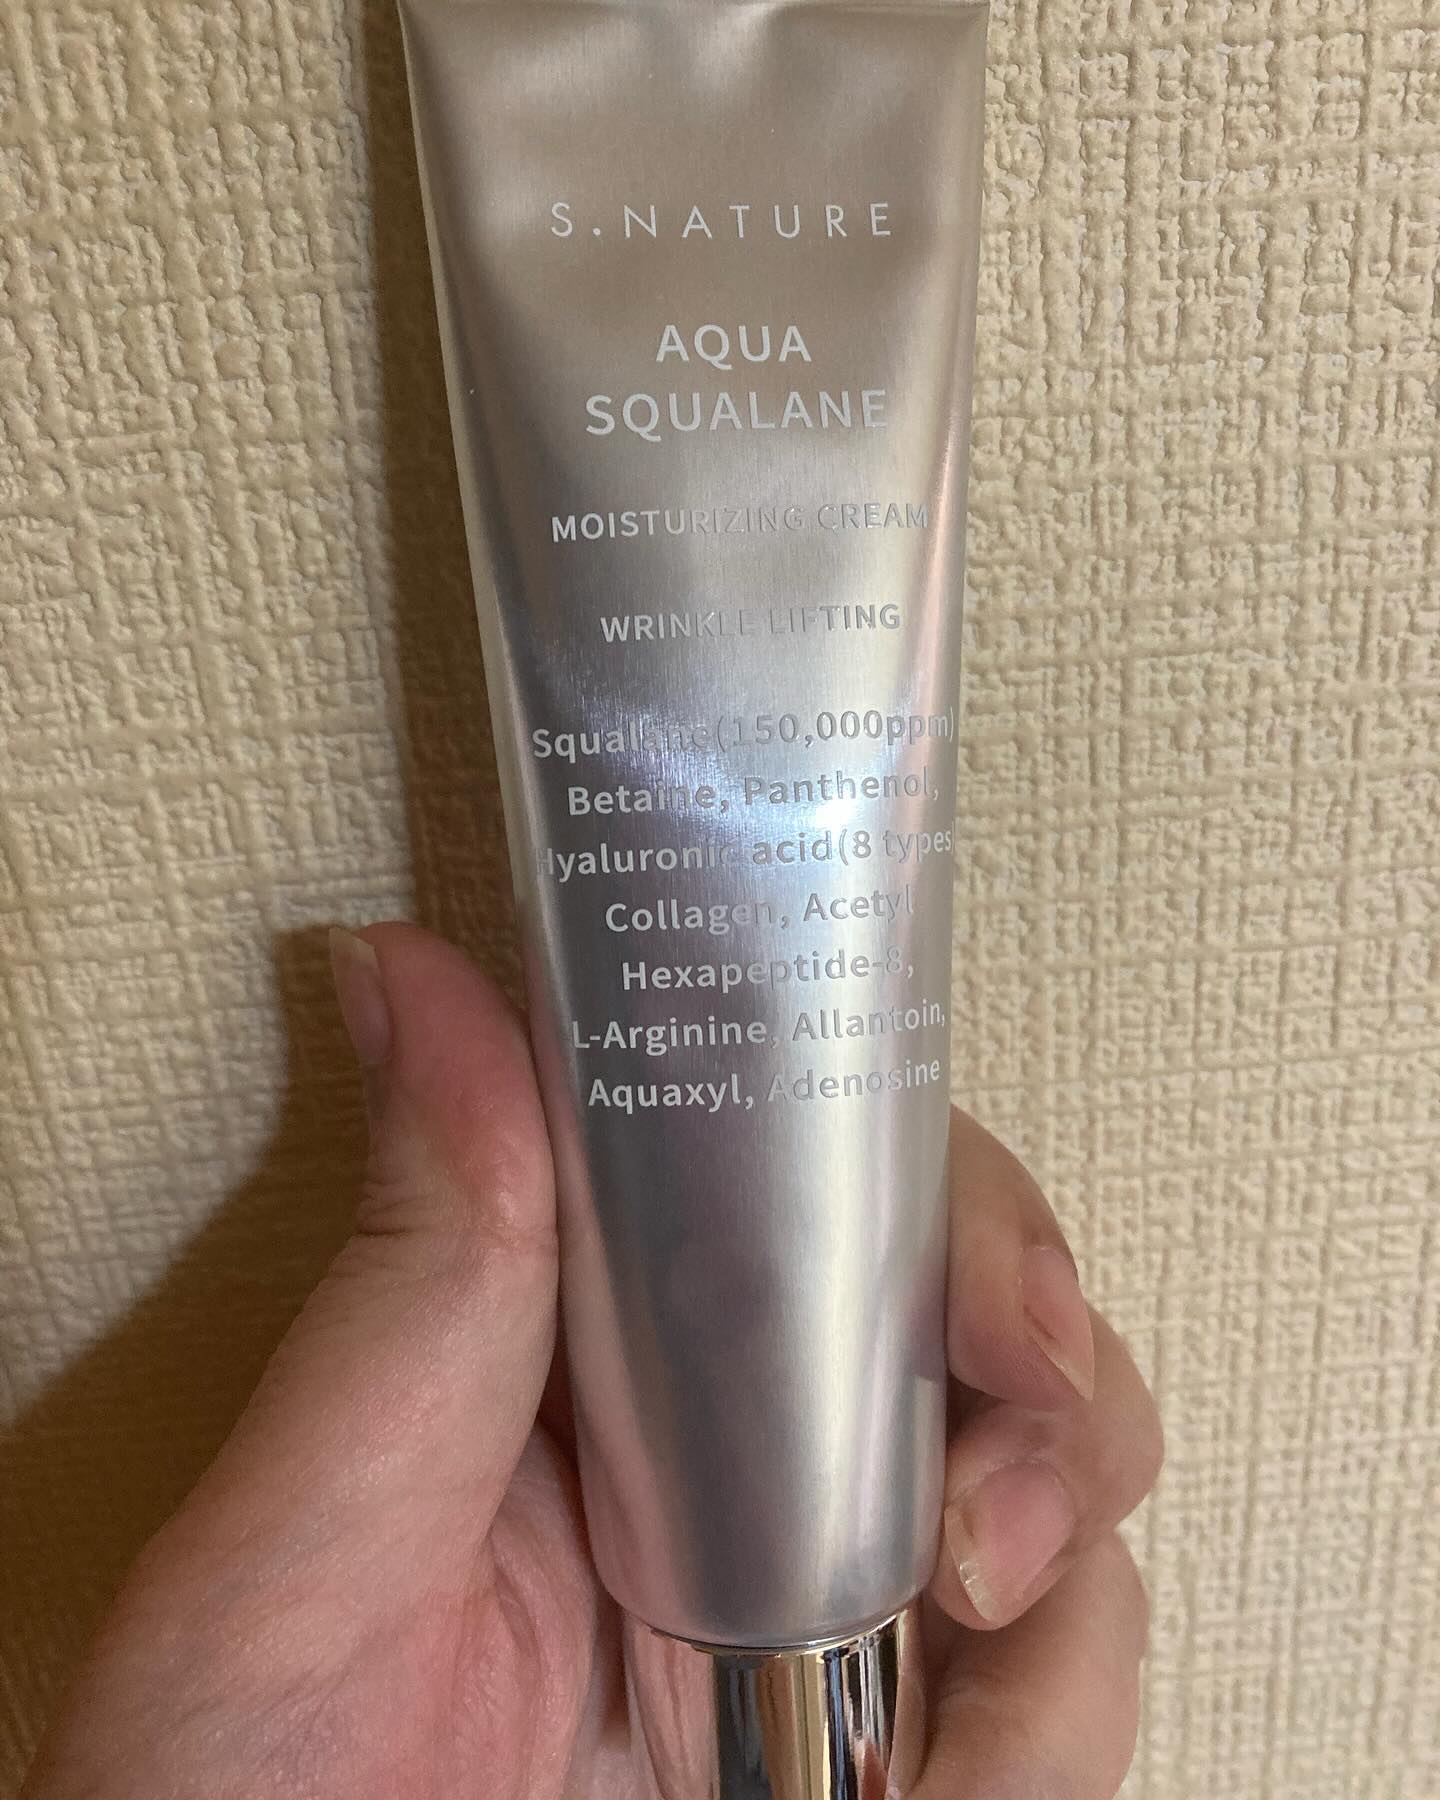 S.NATURE
AQUA
SQUALANE
MOISTURIZING CREAM
WRINKLE LIFTING
Squalane(150,000ppm)
Betaine, Panthenol,
Hyaluronic acid(8 types)
Collagen, Acetyl
Hexapeptide-8,
L-Arginine, Allantoin,
Aquaxyl, Adenosine